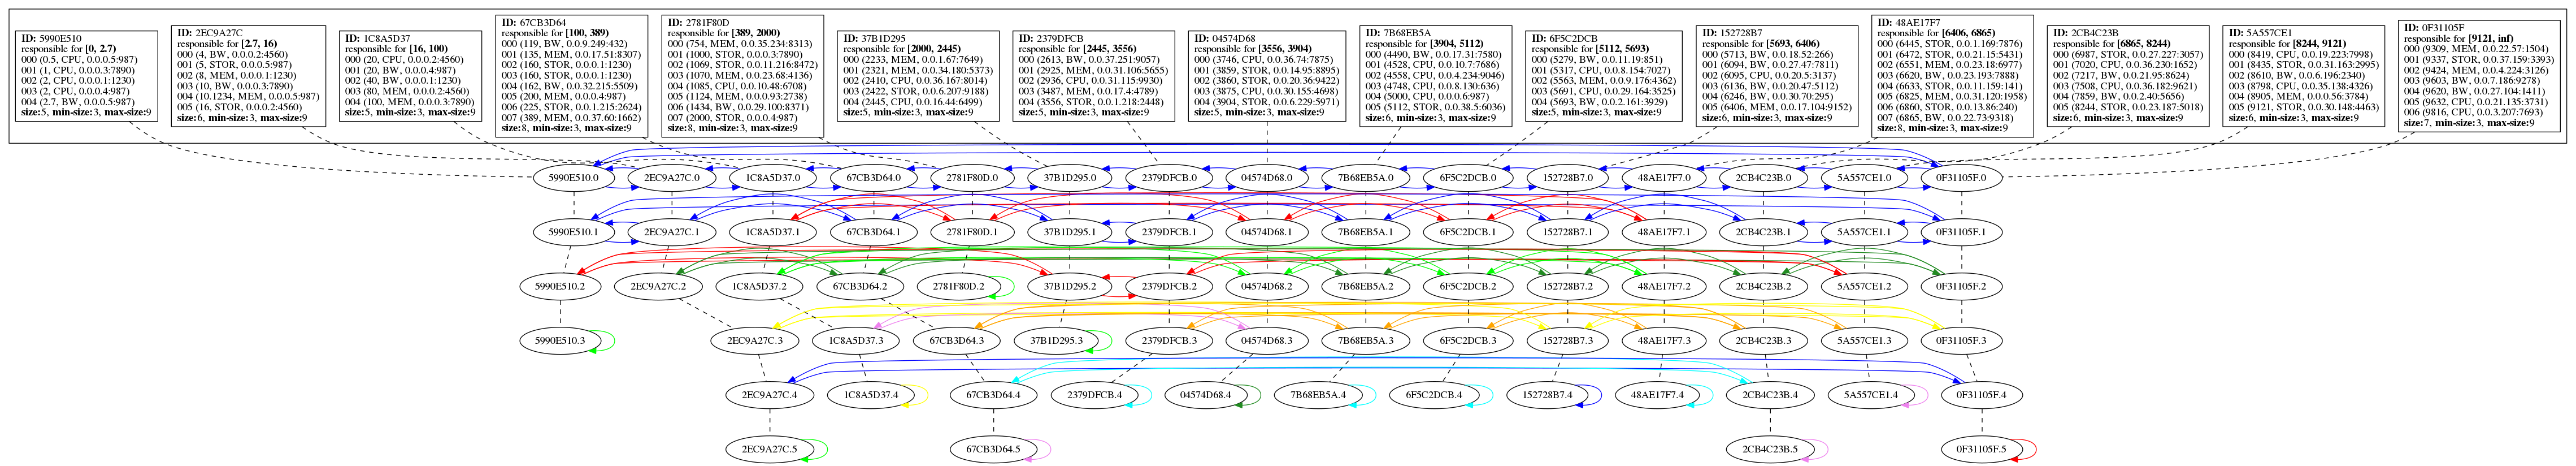 ID: 5990E510
responsible for [0, 2.7)
000 (0.5, CPU, 0.0.0.5:987)
001 (1, CPU, 0.0.0.3:7890)
002 (2, CPU, 0.0.0.1:1230)
003 (2, CPU, 0.0.0.4:987)
004 (2.7, BW, 0.0.0.5:987)
size:5, min-size:3, max-size:9
ID: 2EC9A27C
responsible for [2.7, 16)
000 (4, BW, 0.0.0.2:4560)
001 (5, STOR, 0.0.0.5:987)
002 (8, MEM, 0.0.0.1:1230)
003 (10, BW, 0.0.0.3:7890)
004 (10.1234, MEM, 0.0.0.5:987)
005 (16, STOR, 0.0.0.2:4560)
size:6, min-size:3, max-size:9
ID: 1C8A5D37
responsible for [16, 100)
000 (20, CPU, 0.0.0.2:4560)
001 (20, BW, 0.0.0.4:987)
002 (40, BW, 0.0.0.1:1230)
003 (80, MEM, 0.0.0.2:4560)
004 (100, MEM, 0.0.0.3:7890)
size:5, min-size:3, max-size:9
ID: 67CB3D64
responsible for [100, 389)
000 (119, BW, 0.0.9.249:432)
001 (135, MEM, 0.0.17.51:8307)
002 (160, STOR, 0.0.0.1:1230)
003 (160, STOR, 0.0.0.1:1230)
004 (162, BW, 0.0.32.215:5509)
005 (200, MEM, 0.0.0.4:987)
006 (225, STOR, 0.0.1.215:2624)
007 (389, MEM, 0.0.37.60:1662)
size:8, min-size:3, max-size:9
ID: 2781F80D
responsible for [389, 2000)
000 (754, MEM, 0.0.35.234:8313)
001 (1000, STOR, 0.0.0.3:7890)
002 (1069, STOR, 0.0.11.216:8472)
003 (1070, MEM, 0.0.23.68:4136)
004 (1085, CPU, 0.0.10.48:6708)
005 (1124, MEM, 0.0.0.93:2738)
006 (1434, BW, 0.0.29.100:8371)
007 (2000, STOR, 0.0.0.4:987)
size:8, min-size:3, max-size:9
ID: 37B1D295
responsible for [2000, 2445)
000 (2233, MEM, 0.0.1.67:7649)
001 (2321, MEM, 0.0.34.180:5373)
002 (2410, CPU, 0.0.36.167:8014)
003 (2422, STOR, 0.0.6.207:9188)
004 (2445, CPU, 0.0.16.44:6499)
size:5, min-size:3, max-size:9
ID: 2379DFCB
responsible for [2445, 3556)
000 (2613, BW, 0.0.37.251:9057)
001 (2925, MEM, 0.0.31.106:5655)
002 (2936, CPU, 0.0.31.115:9930)
003 (3487, MEM, 0.0.17.4:4789)
004 (3556, STOR, 0.0.1.218:2448)
size:5, min-size:3, max-size:9
ID: 04574D68
responsible for [3556, 3904)
000 (3746, CPU, 0.0.36.74:7875)
001 (3859, STOR, 0.0.14.95:8895)
002 (3860, STOR, 0.0.20.36:9422)
003 (3875, CPU, 0.0.30.155:4698)
004 (3904, STOR, 0.0.6.229:5971)
size:5, min-size:3, max-size:9
ID: 7B68EB5A
responsible for [3904, 5112)
000 (4490, BW, 0.0.17.31:7580)
001 (4528, CPU, 0.0.10.7:7686)
002 (4558, CPU, 0.0.4.234:9046)
003 (4748, CPU, 0.0.8.130:636)
004 (5000, CPU, 0.0.0.6:987)
005 (5112, STOR, 0.0.38.5:6036)
size:6, min-size:3, max-size:9
ID: 6F5C2DCB
responsible for [5112, 5693)
000 (5279, BW, 0.0.11.19:851)
001 (5317, CPU, 0.0.8.154:7027)
002 (5563, MEM, 0.0.9.176:4362)
003 (5691, CPU, 0.0.29.164:3525)
004 (5693, BW, 0.0.2.161:3929)
size:5, min-size:3, max-size:9
ID: 152728B7
responsible for [5693, 6406)
000 (5713, BW, 0.0.18.52:266)
001 (6094, BW, 0.0.27.47:7811)
002 (6095, CPU, 0.0.20.5:3137)
003 (6136, BW, 0.0.20.47:5112)
004 (6246, BW, 0.0.30.70:295)
005 (6406, MEM, 0.0.17.104:9152)
size:6, min-size:3, max-size:9
ID: 48AE17F7
responsible for [6406, 6865)
000 (6445, STOR, 0.0.1.169:7876)
001 (6472, STOR, 0.0.21.15:5431)
002 (6551, MEM, 0.0.23.18:6977)
003 (6620, BW, 0.0.23.193:7888)
004 (6633, STOR, 0.0.11.159:141)
005 (6825, MEM, 0.0.31.120:1958)
006 (6860, STOR, 0.0.13.86:240)
007 (6865, BW, 0.0.22.73:9318)
size:8, min-size:3, max-size:9
ID: 2CB4C23B
responsible for [6865, 8244)
000 (6987, STOR, 0.0.27.227:3057)
001 (7020, CPU, 0.0.36.230:1652)
002 (7217, BW, 0.0.21.95:8624)
003 (7508, CPU, 0.0.36.182:9621)
004 (7859, BW, 0.0.2.40:5656)
005 (8244, STOR, 0.0.23.187:5018)
size:6, min-size:3, max-size:9
ID: 5A557CE1
responsible for [8244, 9121)
000 (8419, CPU, 0.0.19.223:7998)
001 (8435, STOR, 0.0.31.163:2995)
002 (8610, BW, 0.0.6.196:2340)
003 (8798, CPU, 0.0.35.138:4326)
004 (8905, MEM, 0.0.0.56:3784)
005 (9121, STOR, 0.0.30.148:4463)
size:6, min-size:3, max-size:9
ID: 0F31105F
responsible for [9121, inf)
000 (9309, MEM, 0.0.22.57:1504)
001 (9337, STOR, 0.0.37.159:3393)
002 (9424, MEM, 0.0.4.224:3126)
003 (9603, BW, 0.0.7.186:9278)
004 (9620, BW, 0.0.27.104:1411)
005 (9632, CPU, 0.0.21.135:3731)
006 (9816, CPU, 0.0.3.207:7693)
size:7, min-size:3, max-size:9
5990E510.0 2EC9A27C.0 1C8A5D37.0 67CB3D64.0 2781F80D.0 37B1D295.0 2379DFCB.0 04574D68.0 7B68EB5A.0 6F5C2DCB.0 152728B7.0 48AE17F7.0 2CB4C23B.0 5A557CE1.0 0F31105F.0
5990E510.1 2EC9A27C.1 1C8A5D37.1 67CB3D64.1 2781F80D.1 37B1D295.1 2379DFCB.1 04574D68.1 7B68EB5A.1 6F5C2DCB.1 152728B7.1 48AE17F7.1 2CB4C23B.1 5A557CE1.1 0F31105F.1
5990E510.2 2EC9A27C.2 1C8A5D37.2 67CB3D64.2 2781F80D.2 37B1D295.2 2379DFCB.2 04574D68.2 7B68EB5A.2 6F5C2DCB.2 152728B7.2 48AE17F7.2 2CB4C23B.2 5A557CE1.2 0F31105F.2
5990E510.3 2EC9A27C.3 1C8A5D37.3 67CB3D64.3 37B1D295.3 2379DFCB.3 04574D68.3 7B68EB5A.3 6F5C2DCB.3 152728B7.3 48AE17F7.3 2CB4C23B.3 5A557CE1.3 0F31105F.3
2EC9A27C.4 1C8A5D37.4 67CB3D64.4 2379DFCB.4 04574D68.4 7B68EB5A.4 6F5C2DCB.4 152728B7.4 48AE17F7.4 2CB4C23B.4 5A557CE1.4 0F31105F.4
2EC9A27C.5 67CB3D64.5 2CB4C23B.5 0F31105F.5